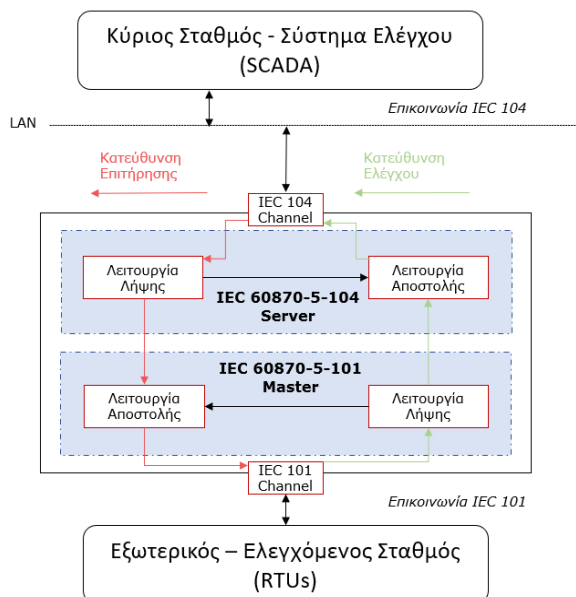 Κύριος Σταθμός - Σύστημα Ελέγχου
(SCADA)
Επικοινωνία IEC 104
LAN
Κατεύθυνση
Επιτήρησης
Κατεύθυνση
Ελέγχου
IEC 104
Channel
Λειτουργία
Λήψης
Λειτουργία
Αποστολής
IEC 60870-5-104
Server
IEC 60870-5-101
Master
Λειτουργία
Αποστολής
Λειτουργία
Λήψης
IEC 101
Channel
Επικοινωνία IEC 101
Εξωτερικός – Ελεγχόμενος Σταθμός
(RTUs)